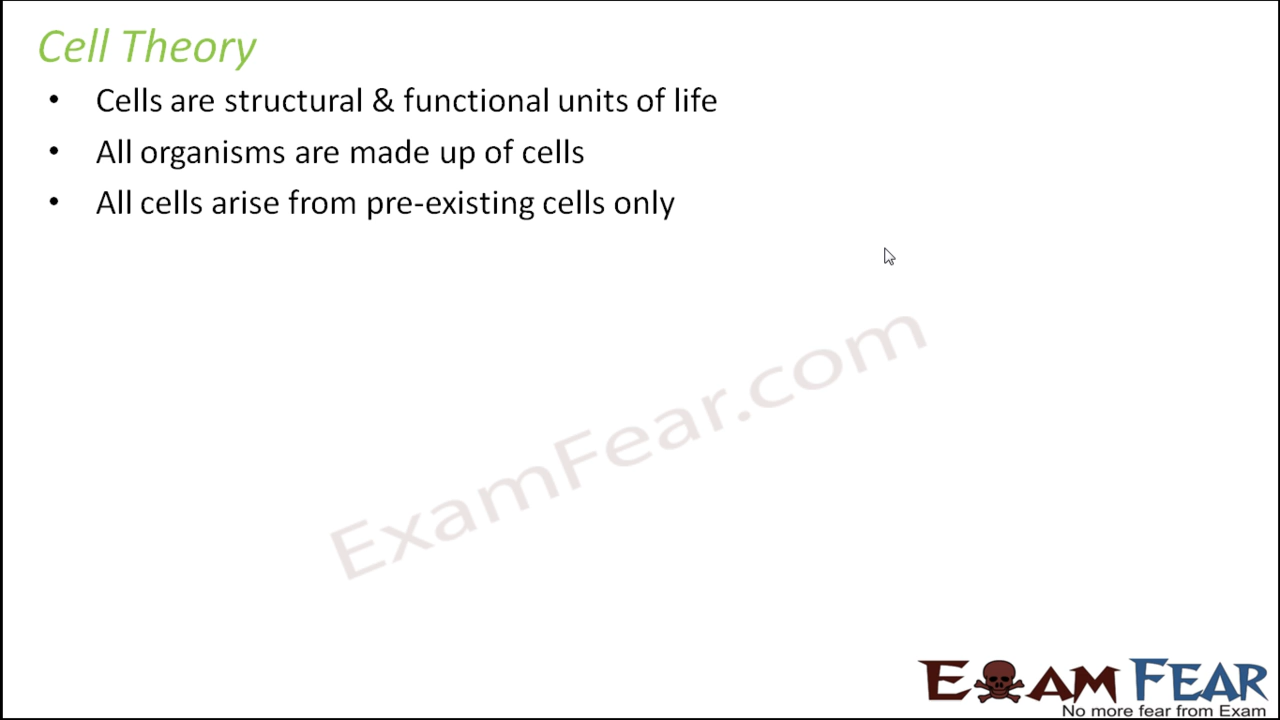 Cell Theory
• Cells are structural & functional units of life
• All organisms are made up of cells
• All cells arise from pre-existing cells only
ExamFear.com
EXAM FEAR
No more fear from Exam